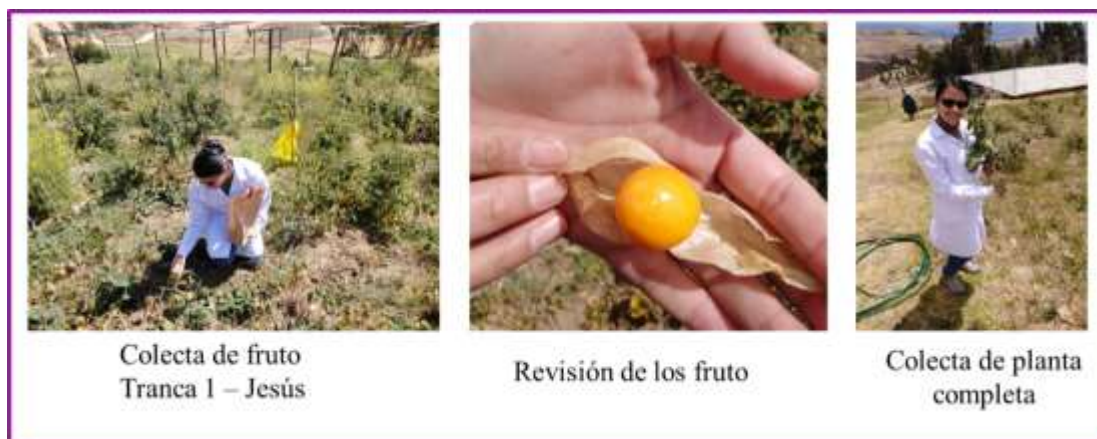 Colecta de fruto
Tranca 1 – Jesús
Revisión de los fruto
Colecta de planta
completa